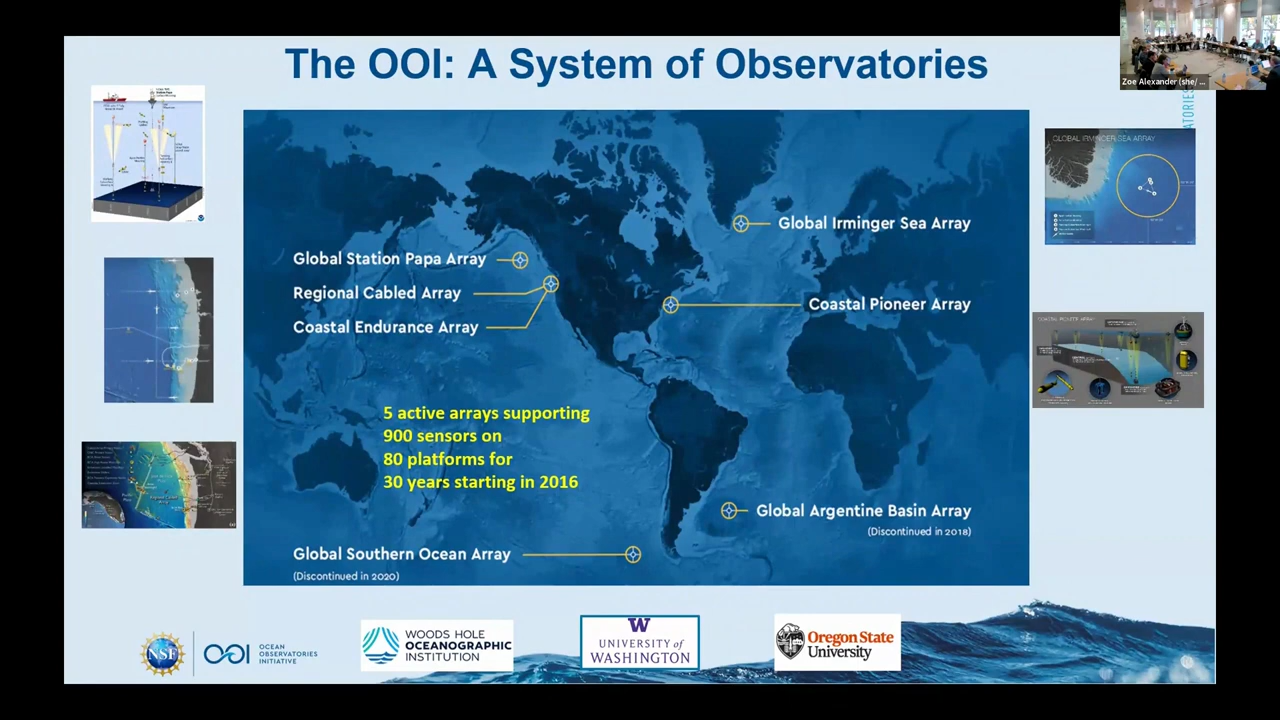 The OOI: A System of Observatories
Zoe Alexander (she/ ...
GLOBAL IRMINGER SEA ARRAY
Global Irminger Sea Array
Global Station Papa Array
Regional Cabled Array
Coastal Endurance Array
Coastal Pioneer Array
COASTAL PIONEER ARRAY
5 active arrays supporting
900 sensors on
80 platforms for
30 years starting in 2016
Global Argentine Basin Array
(Discontinued in 2018)
Global Southern Ocean Array
(Discontinued in 2020)
NSF
OOI
OCEAN
OBSERVATORIES
INITIATIVE
WOODS HOLE
OCEANOGRAPHIC
INSTITUTION
W
UNIVERSITY of
WASHINGTON
Oregon State
University